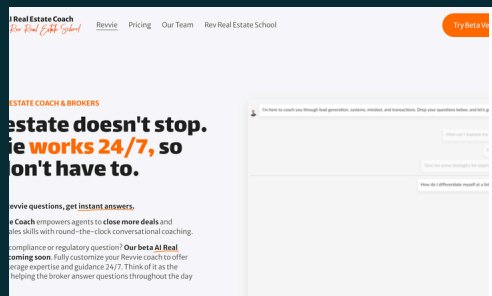 AI Real Estate Coach
Rev Real Estate School
Revvie
Pricing
Our Team
Rev Real Estate School
Try Beta Ve
ESTATE COACH & BROKERS
estate doesn't stop.
ie works 24/7, so
don't have to.
Revvie questions, get instant answers.
e Coach empowers agents to close more deals and
ales skills with round-the-clock conversational coaching.
compliance or regulatory question? Our beta AI Real
coming soon. Fully customize your Revvie coach to offer
erage expertise and guidance 24/7. Think of it as the
helping the broker answer questions throughout the day
I'm here to coach you through lead generation, systems, mindset, and transactions. Drop your questions below, and let's g
How can I improve
How do I differentiate myself at a list